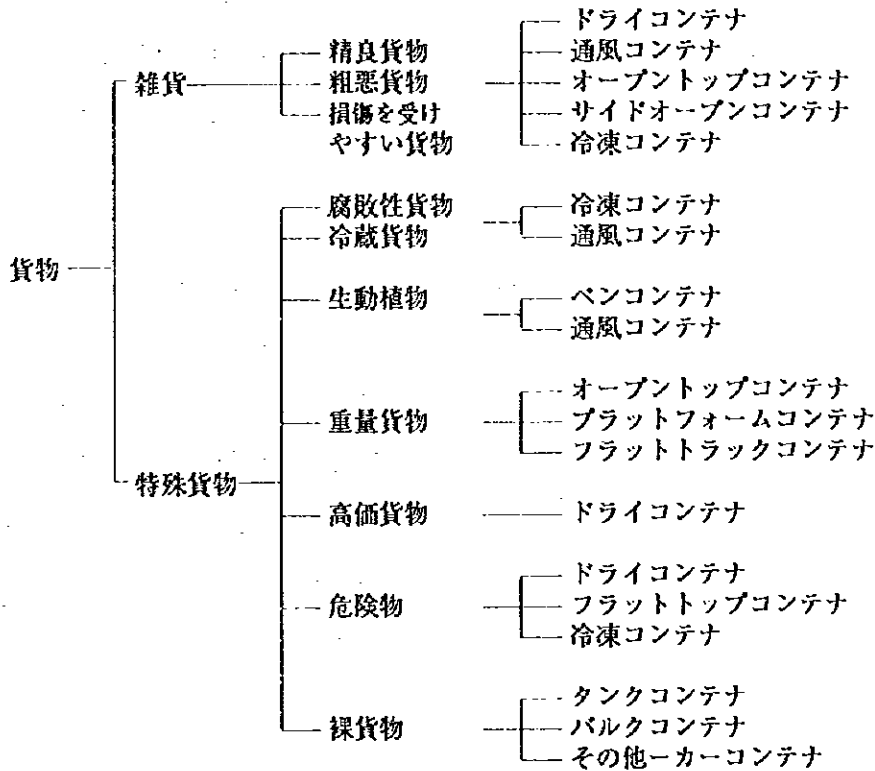 貨物
雑貨
精良貨物
粗悪貨物
損傷を受け
やすい貨物
ドライコンテナ
通風コンテナ
オープントップコンテナ
サイドオープンコンテナ
冷凍コンテナ
特殊貨物
腐敗性貨物
冷蔵貨物
冷凍コンテナ
通風コンテナ
生動植物
ペンコンテナ
通風コンテナ
重量貨物
オープントップコンテナ
プラットフォームコンテナ
フラットトラックコンテナ
高価貨物
ドライコンテナ
危険物
ドライコンテナ
フラットトップコンテナ
冷凍コンテナ
裸貨物
タンクコンテナ
バルクコンテナ
その他ーカーコンテナ